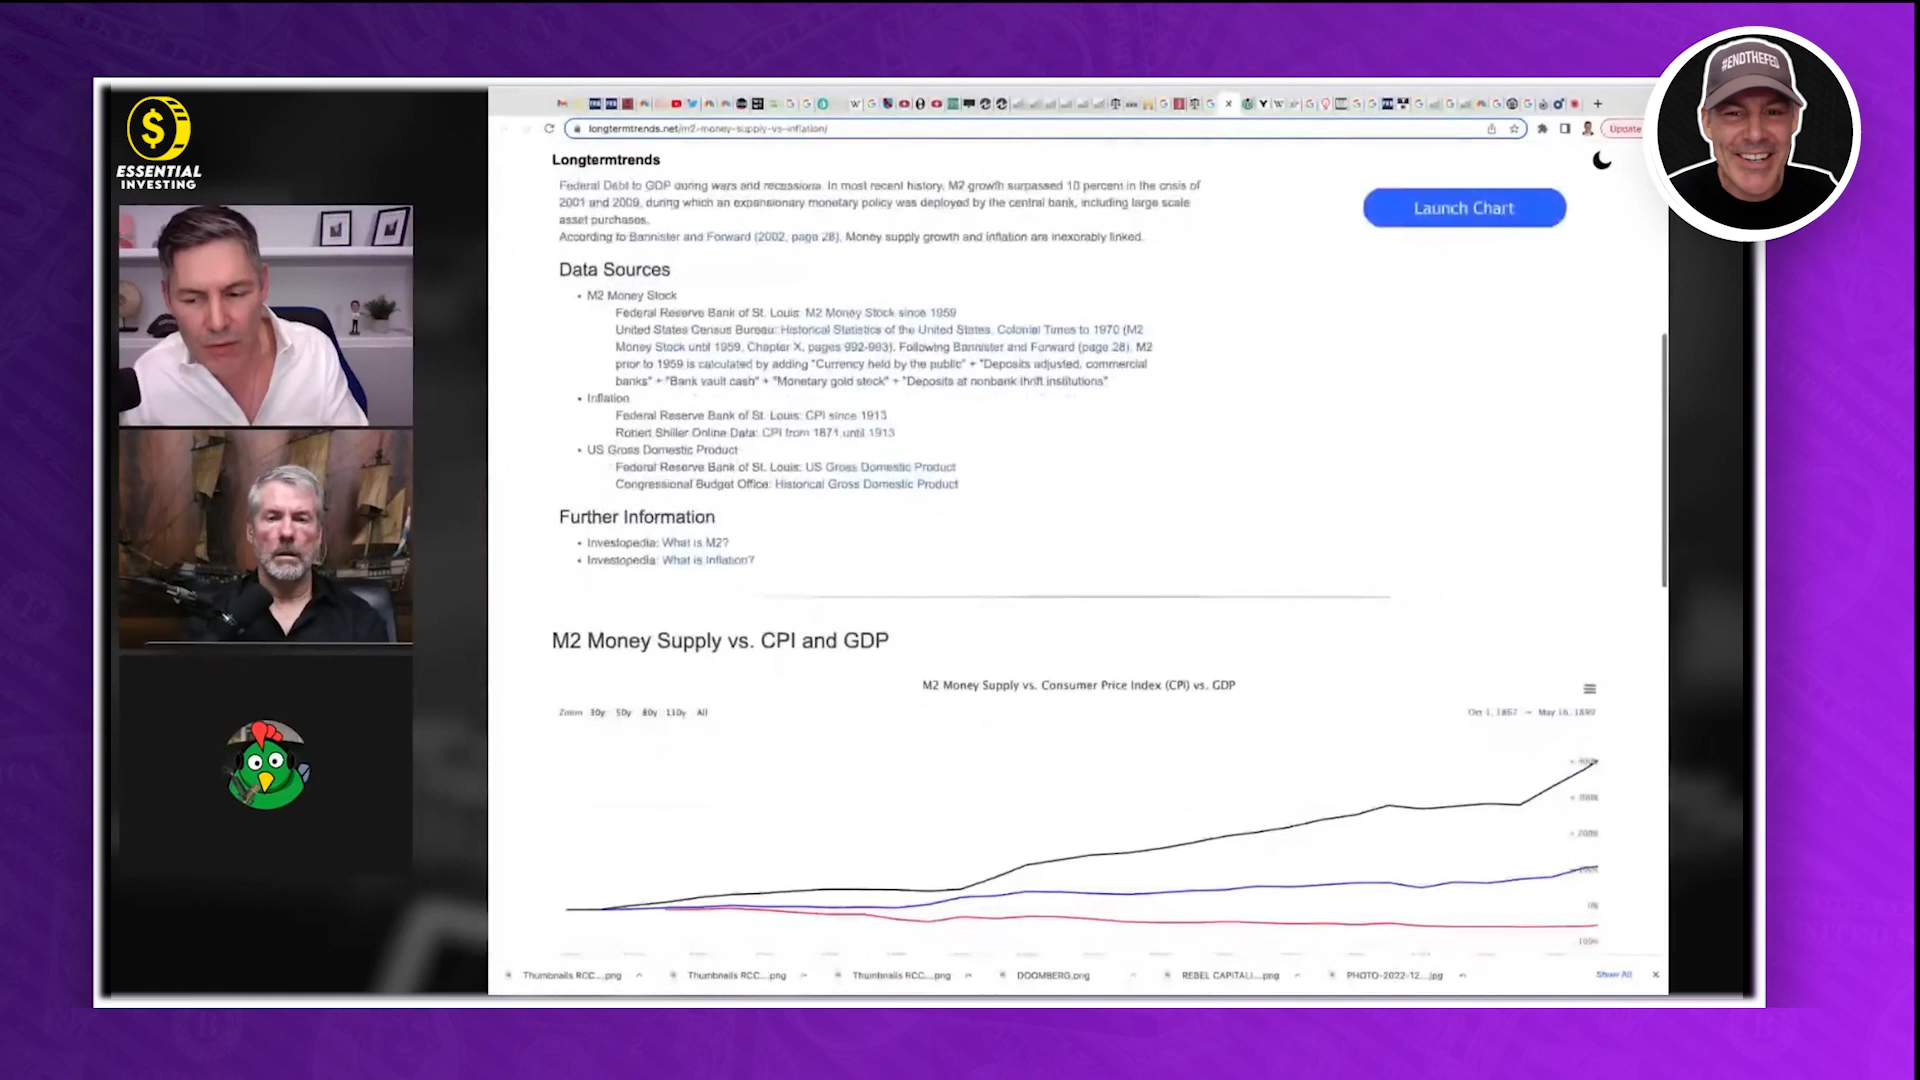 #ENDTHEFED
$
ESSENTIAL
INVESTING
longtermtrends.net/m2-money-supply-vs-inflation/
Update
Longtermtrends
Federal Debt to GDP during wars and recessions. In most recent history, M2 growth surpassed 10 percent in the crisis of
2001 and 2009, during which an expansionary monetary policy was deployed by the central bank, including large scale
asset purchases.
According to Bannister and Forward (2002, page 28), Money supply growth and inflation are inexorably linked.
Launch Chart
Data Sources
• M2 Money Stock
Federal Reserve Bank of St. Louis: M2 Money Stock since 1959
United States Census Bureau: Historical Statistics of the United States, Colonial Times to 1970 (M2
Money Stock until 1959, Chapter X, pages 992-993). Following Bannister and Forward (page 28), M2
prior to 1959 is calculated by adding "Currency held by the public" + "Deposits adjusted, commercial
banks" + "Bank vault cash" + "Monetary gold stock" + "Deposits at nonbank thrift institutions"
• Inflation
Federal Reserve Bank of St. Louis: CPI since 1913
Robert Shiller Online Data: CPI from 1871 until 1913
• US Gross Domestic Product
Federal Reserve Bank of St. Louis: US Gross Domestic Product
Congressional Budget Office: Historical Gross Domestic Product
Further Information
• Investopedia: What is M2?
• Investopedia: What is Inflation?
M2 Money Supply vs. CPI and GDP
M2 Money Supply vs. Consumer Price Index (CPI) vs. GDP
Zoom 30y 50y 80y 110y All
Oct 1, 1867 → May 16, 1899
0%
Thumbnails RCC....png
Thumbnails RCC....png
Thumbnails RCC....png
DOOMBERG.png
REBEL CAPITALI....png
PHOTO-2022-12....jpg
Show All